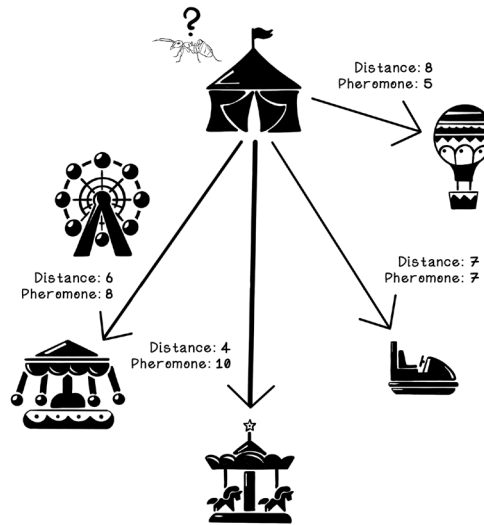 ?
Distance: 8
Pheromone: 5
Distance: 6
Pheromone: 8
Distance: 7
Pheromone: 7
Distance: 4
Pheromone: 10